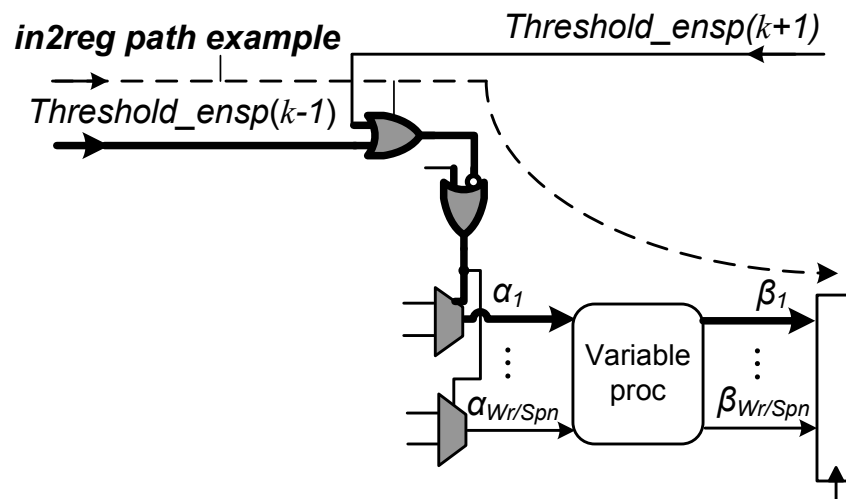 in2reg path example
Threshold_ensp(k+1)
Threshold_ensp(k-1)
α1
β1
Variable
proc
αWr/Spn
βWr/Spn